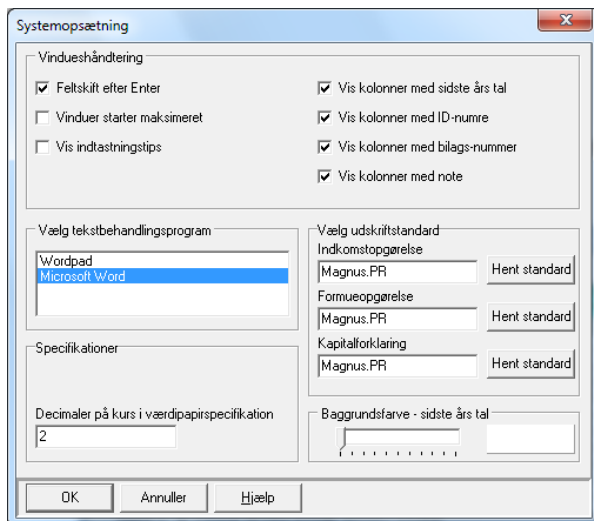 Systemopsætning
Vindueshåndtering
Feltskift efter Enter
Vinduer starter maksimeret
Vis indtastningstips
Vis kolonner med sidste års tal
Vis kolonner med ID-numre
Vis kolonner med bilags-nummer
Vis kolonner med note
Vælg tekstbehandlingsprogram
Wordpad
Microsoft Word
Vælg udskriftstandard
Indkomstopgørelse
Magnus.PR
Hent standard
Formueopgørelse
Magnus.PR
Hent standard
Kapitalforklaring
Magnus.PR
Hent standard
Specifikationer
Decimaler på kurs i værdipapirspecifikation
2
Baggrundsfarve - sidste års tal
OK
Annuller
Hjælp